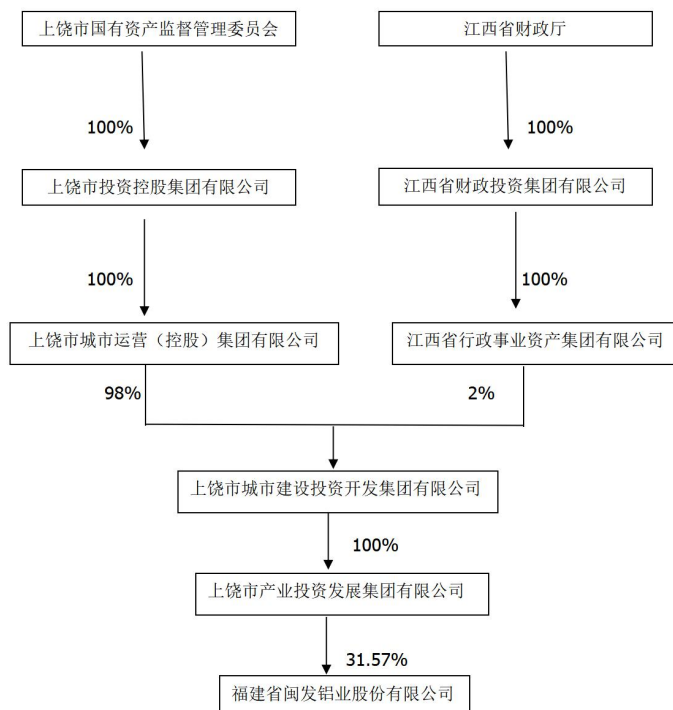 上饶市国有资产监督管理委员会
江西省财政厅
100%
100%
上饶市投资控股集团有限公司
江西省财政投资集团有限公司
100%
100%
上饶市城市运营（控股）集团有限公司
江西省行政事业资产集团有限公司
98%
2%
上饶市城市建设投资开发集团有限公司
100%
上饶市产业投资发展集团有限公司
31.57%
福建省闽发铝业股份有限公司